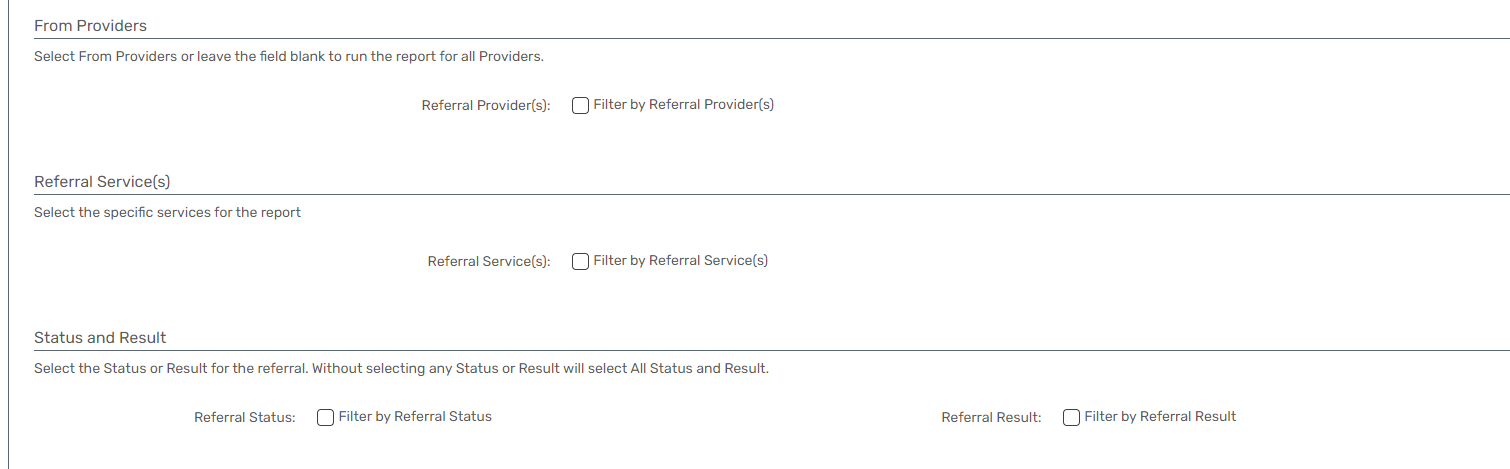 From Providers
Select From Providers or leave the field blank to run the report for all Providers.
Referral Provider(s): Filter by Referral Provider(s)
Referral Service(s)
Select the specific services for the report
Referral Service(s): Filter by Referral Service(s)
Status and Result
Select the Status or Result for the referral. Without selecting any Status or Result will select All Status and Result.
Referral Status: Filter by Referral Status Referral Result: Filter by Referral Result